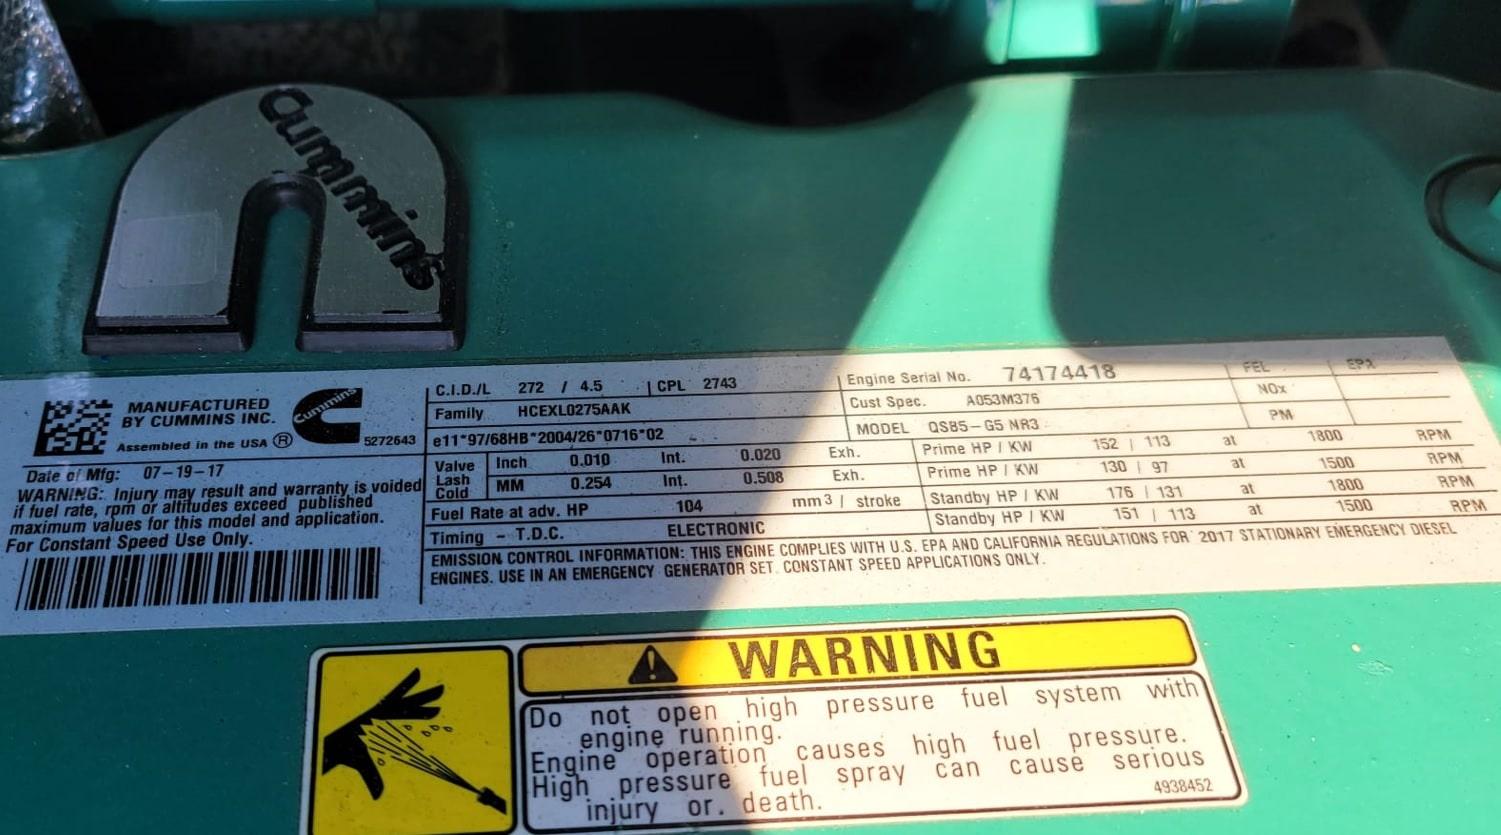 Cummins
MANUFACTURED
BY CUMMINS INC.
Assembled in the USA ®
Cummins
5272643
Date of Mfg: 07-19-17
WARNING: Injury may result and warranty is voided
if fuel rate, rpm or altitudes exceed published
maximum values for this model and application.
For Constant Speed Use Only.
C.I.D./L 272 / 4.5 CPL 2743
Family HCEXL0275AAK
e11*97/68HB*2004/26*0716*02
Valve Lash Cold
Inch 0.010 Int. 0.020 Exh.
MM 0.254 Int. 0.508 Exh.
Fuel Rate at adv. HP 104 mm3 / stroke
Timing - T.D.C. ELECTRONIC
Engine Serial No. 74174418
Cust Spec. A053M376
MODEL QSB5-G5 NR3
FEL EPA
NOx
PM
Prime HP / KW 152 | 113 at 1800 RPM
Prime HP / KW 130 | 97 at 1500 RPM
Standby HP / KW 176 | 131 at 1800 RPM
Standby HP / KW 151 | 113 at 1500 RPM
EMISSION CONTROL INFORMATION: THIS ENGINE COMPLIES WITH U.S. EPA AND CALIFORNIA REGULATIONS FOR 2017 STATIONARY EMERGENCY DIESEL
ENGINES. USE IN AN EMERGENCY GENERATOR SET. CONSTANT SPEED APPLICATIONS ONLY.
WARNING
Do not open high pressure fuel system with
engine running.
Engine operation causes high fuel pressure.
High pressure fuel spray can cause serious
injury or. death.
4938452